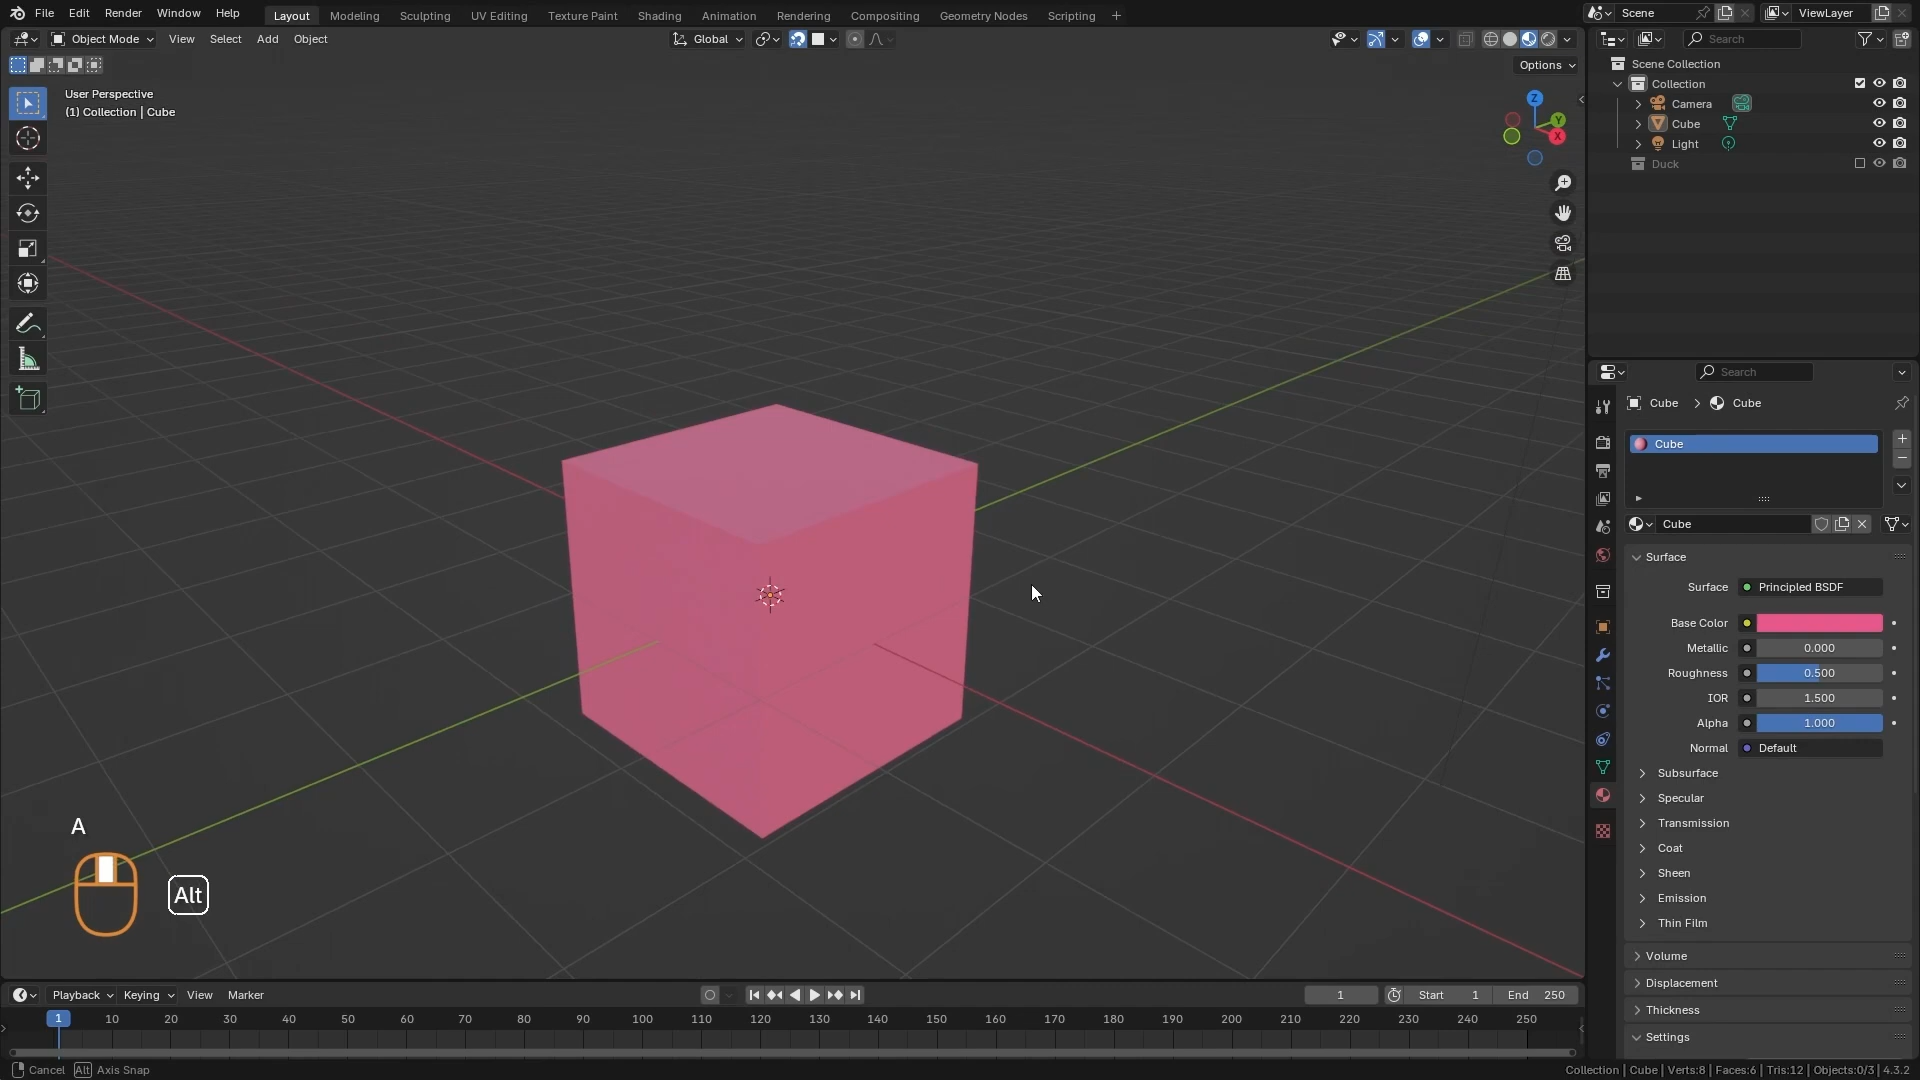 File Edit Render Window Help Layout Modeling Sculpting UV Editing Texture Paint Shading Animation Rendering Compositing Geometry Nodes Scripting + Scene ViewLayer
Object Mode View Select Add Object Global Search
Options
User Perspective
(1) Collection | Cube
Z
Y
X
Scene Collection
Collection
Camera
Cube
Light
Duck
Search
Cube > Cube
Cube
Cube
Surface
Surface Principled BSDF
Base Color
Metallic 0.000
Roughness 0.500
IOR 1.500
Alpha 1.000
Normal Default
Subsurface
Specular
Transmission
Coat
Sheen
Emission
Thin Film
Volume
Displacement
Thickness
Settings
A
Alt
Playback Keying View Marker 1 Start 1 End 250
1 10 20 30 40 50 60 70 80 90 100 110 120 130 140 150 160 170 180 190 200 210 220 230 240 250
Cancel Alt Axis Snap Collection | Cube | Verts:8 | Faces:6 | Tris:12 | Objects:0/3 | 4.3.2